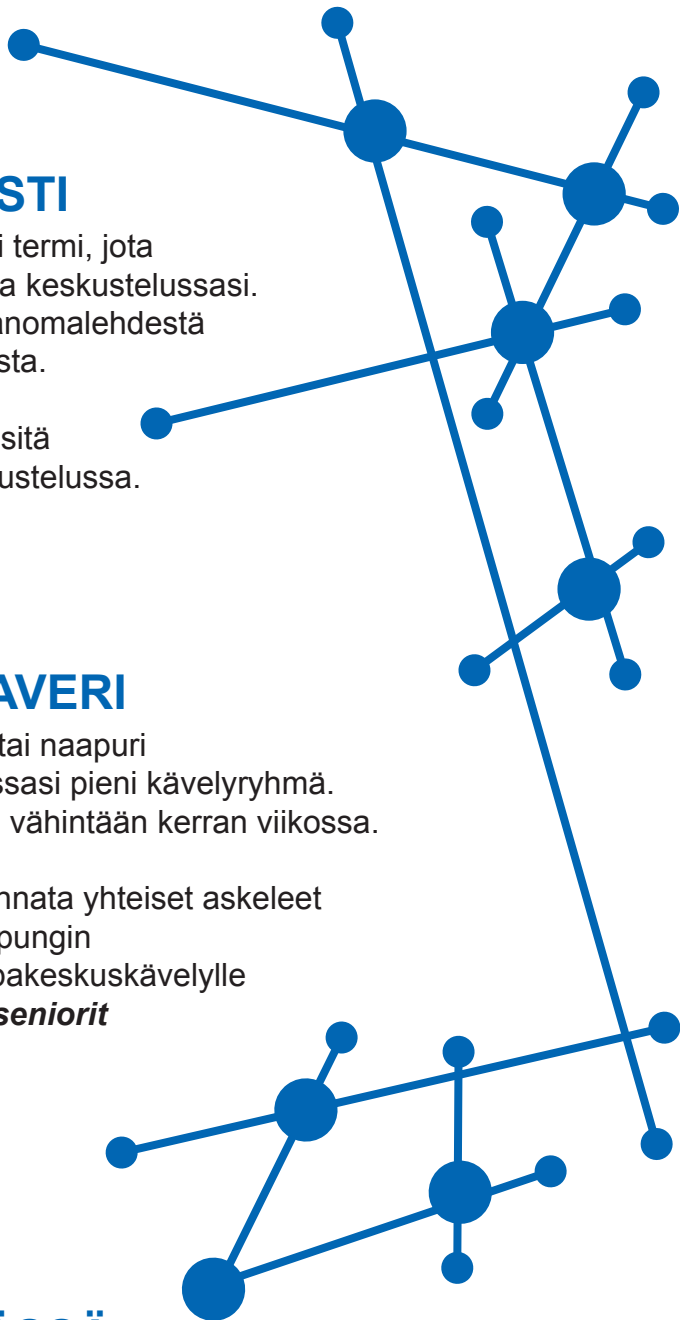 STI
i termi, jota
a keskustelussasi.
anomalehdestä
sta.
sitä
ustelussa.
AVERI
tai naapuri
ssasi pieni kävelyryhmä.
vähintään kerran viikossa.
nnata yhteiset askeleet
pungin
pakeskuskävelylle
seniorit